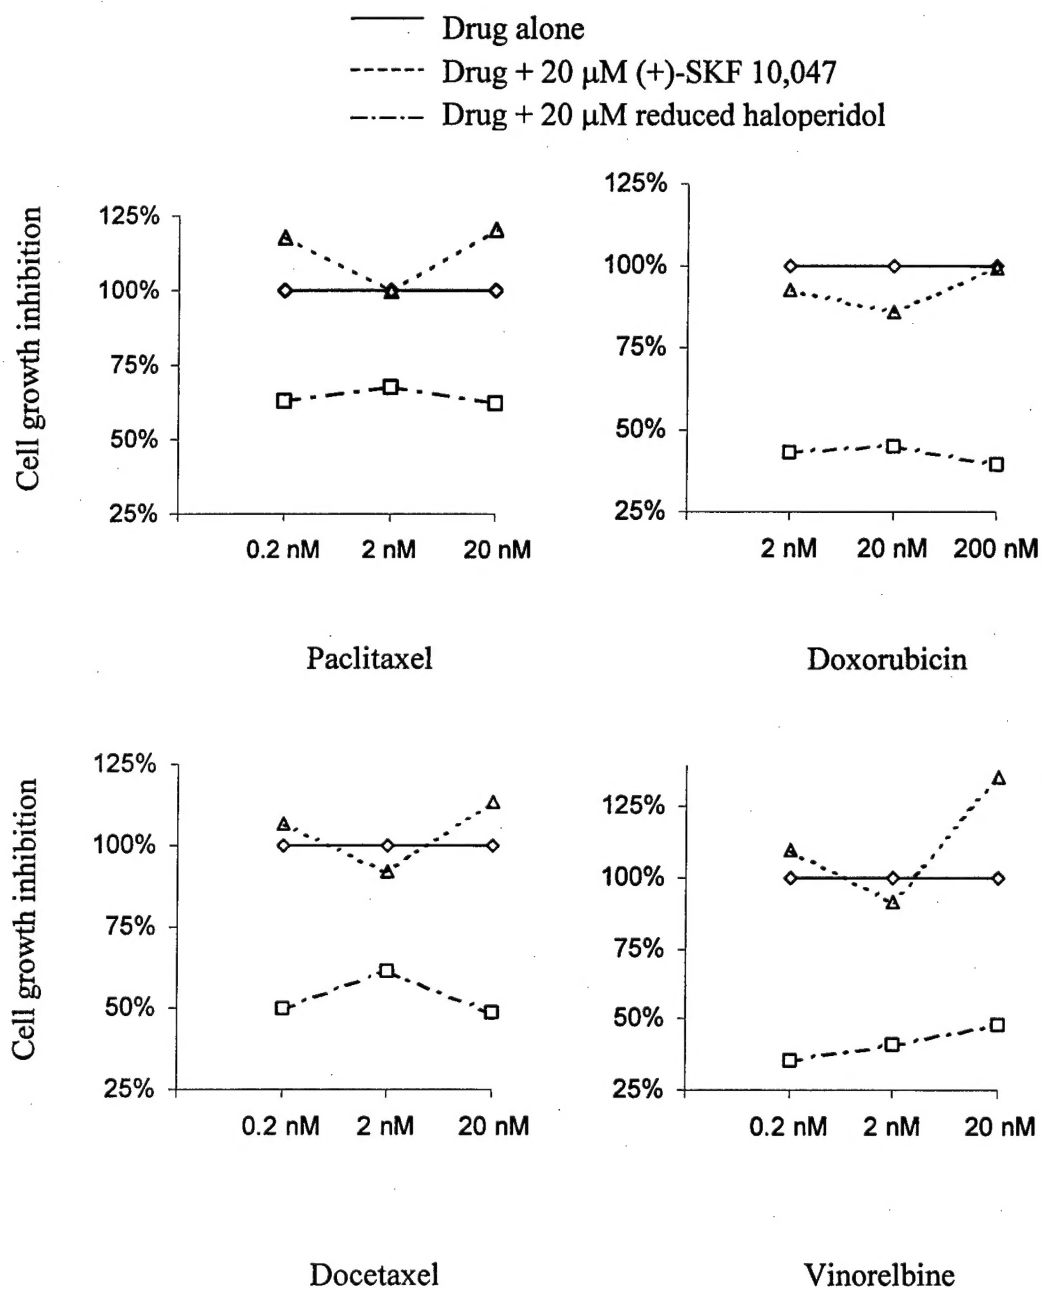 Drug alone
Drug + 20 μM (+)-SKF 10,047
Drug + 20 μM reduced haloperidol
Cell growth inhibition
125%
100%
75%
50%
25%
0.2 nM 2 nM 20 nM
Paclitaxel
125%
100%
75%
50%
25%
2 nM 20 nM 200 nM
Doxorubicin
Cell growth inhibition
125%
100%
75%
50%
25%
0.2 nM 2 nM 20 nM
Docetaxel
125%
100%
75%
50%
25%
0.2 nM 2 nM 20 nM
Vinorelbine